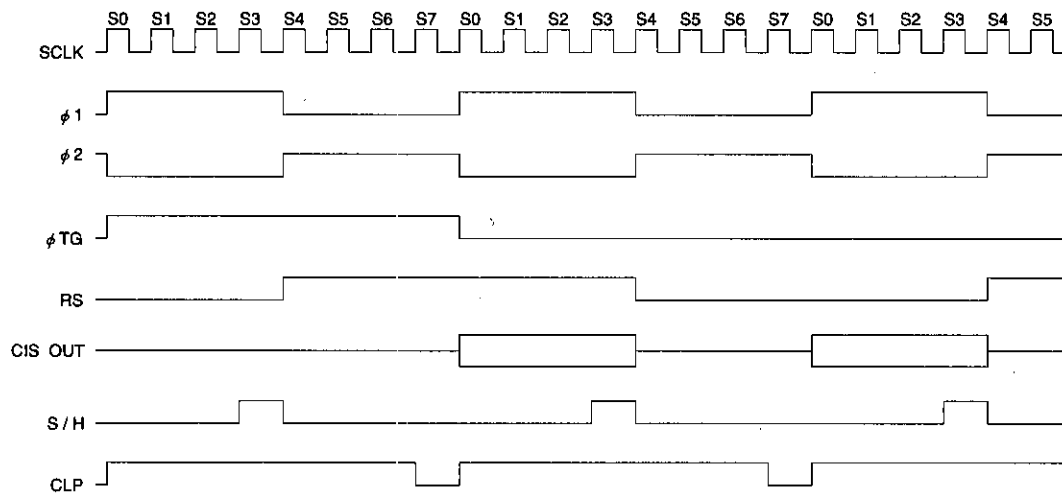 S0 S1 S2 S3 S4 S5 S6 S7 S0 S1 S2 S3 S4 S5 S6 S7 S0 S1 S2 S3 S4 S5
SCLK
ϕ1
ϕ2
ϕTG
RS
CIS OUT
S / H
CLP